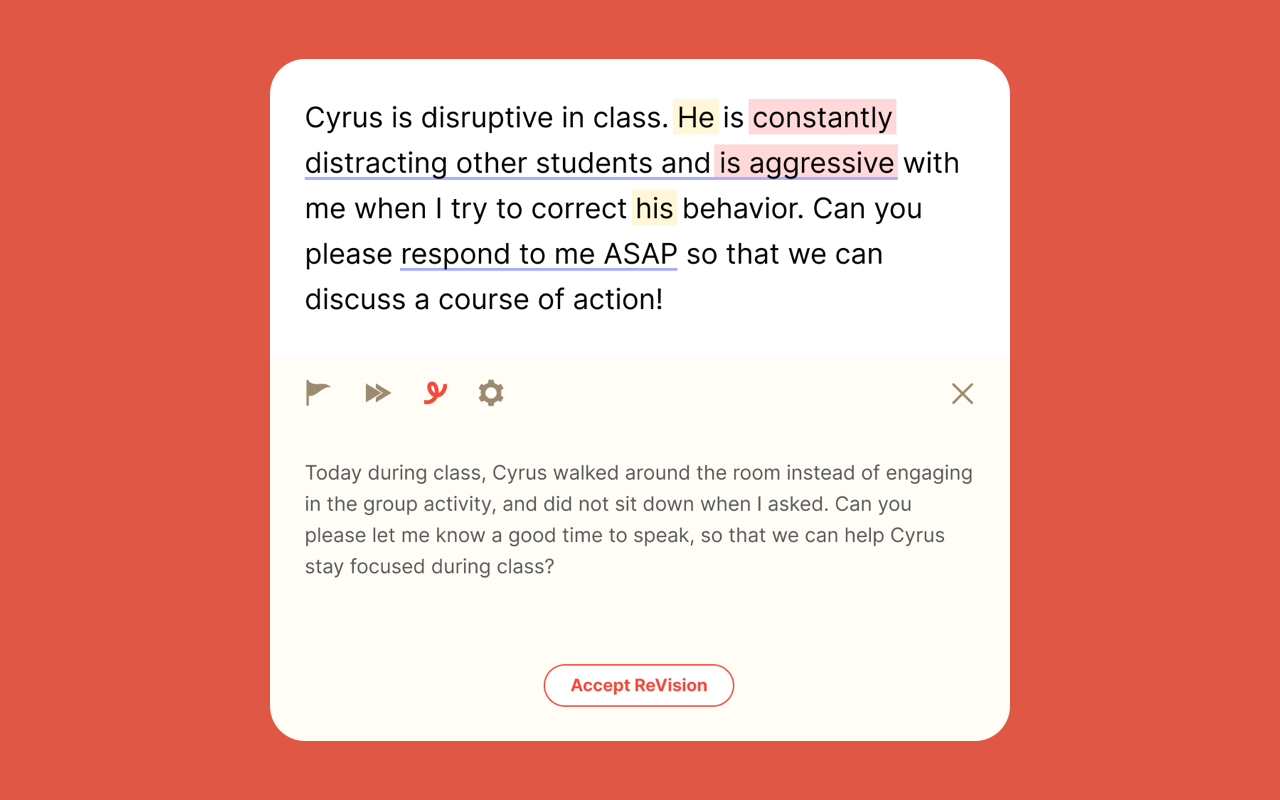 Cyrus is disruptive in class. He is constantly
distracting other students and is aggressive with
me when I try to correct his behavior. Can you
please respond to me ASAP so that we can
discuss a course of action!
Today during class, Cyrus walked around the room instead of engaging
in the group activity, and did not sit down when I asked. Can you
please let me know a good time to speak, so that we can help Cyrus
stay focused during class?
Accept ReVision